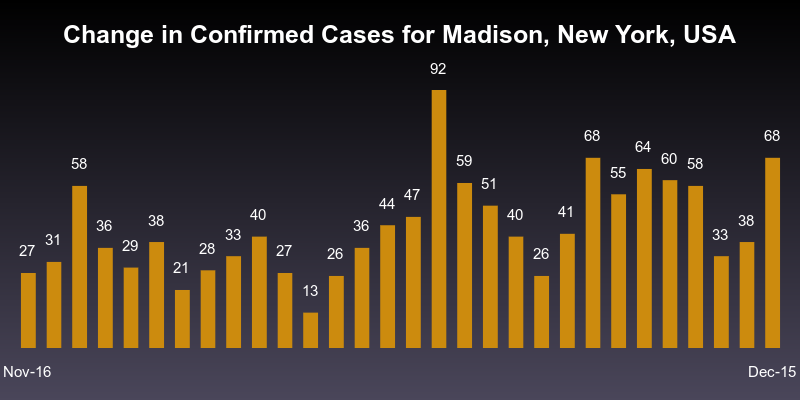 Change in Confirmed Cases for Madison, New York, USA
27 31 58 36 29 38 21 28 33 40 27 13 26 36 44 47 92 59 51 40 26 41 68 55 64 60 58 33 38 68
Nov-16 Dec-15